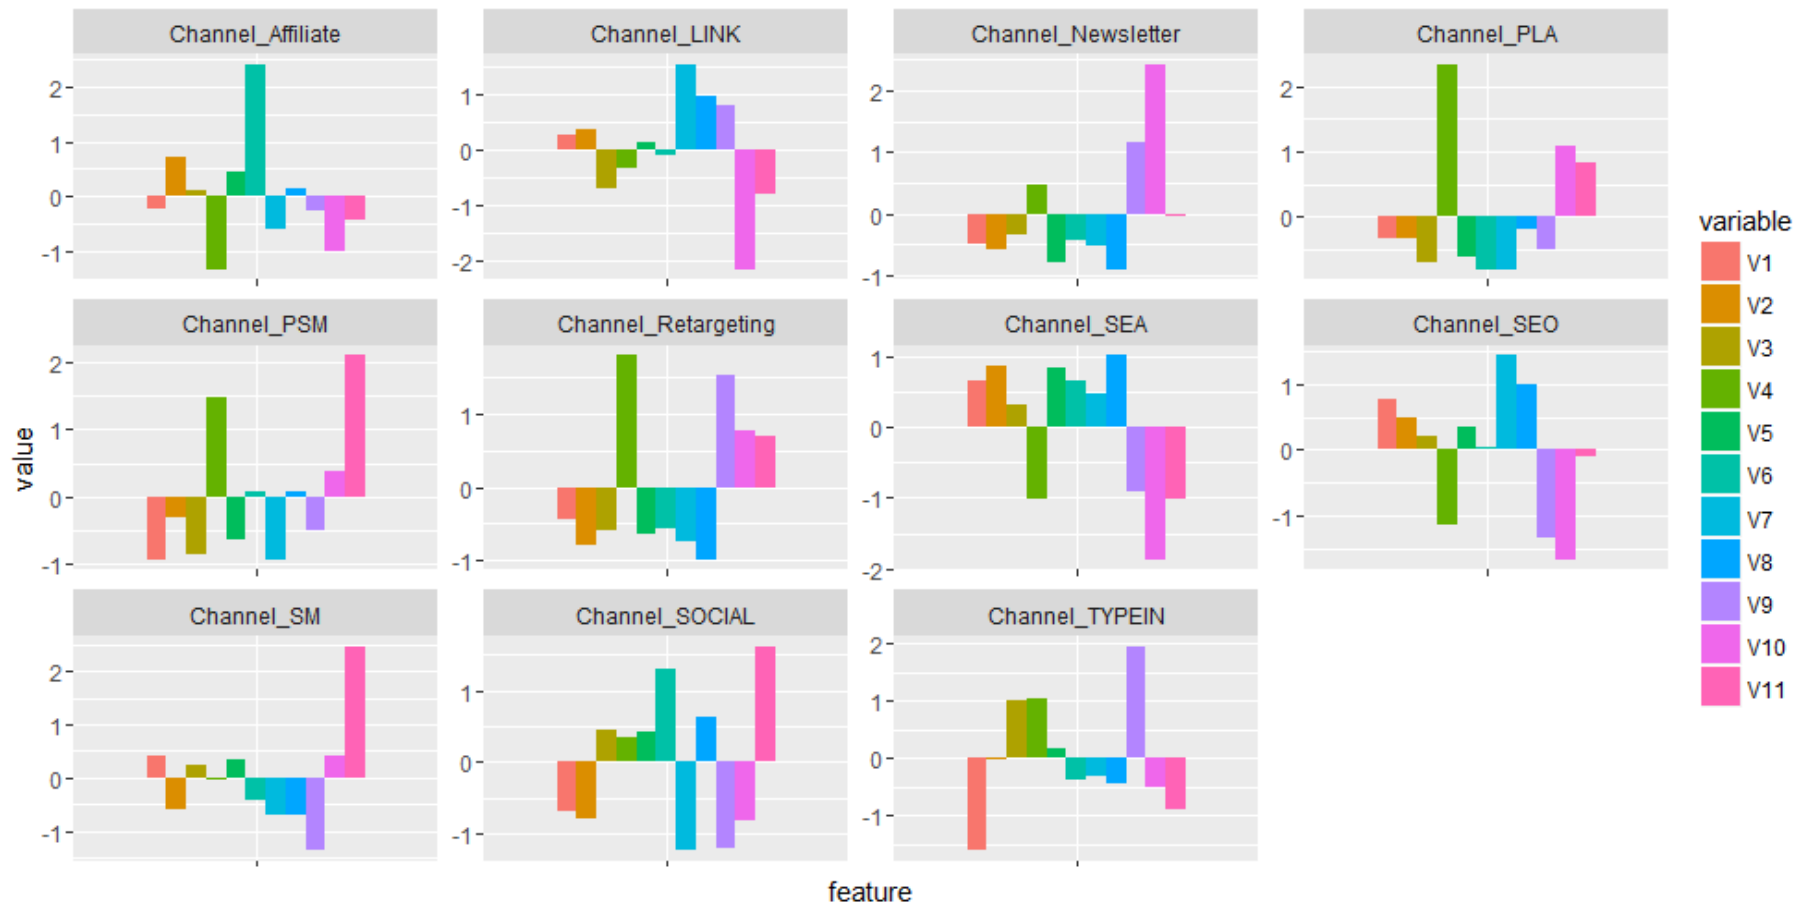 Channel_Affiliate
Channel_LINK
Channel_Newsletter
Channel_PLA
2
1
0
-1
1
0
-1
-2
2
1
0
-1
2
1
0
Channel_PSM
Channel_Retargeting
Channel_SEA
Channel_SEO
2
1
0
-1
1
0
-1
1
0
-1
-2
1
0
-1
Channel_SM
Channel_SOCIAL
Channel_TYPEIN
2
1
0
-1
1
0
-1
2
1
0
-1
value
feature
variable
V1
V2
V3
V4
V5
V6
V7
V8
V9
V10
V11